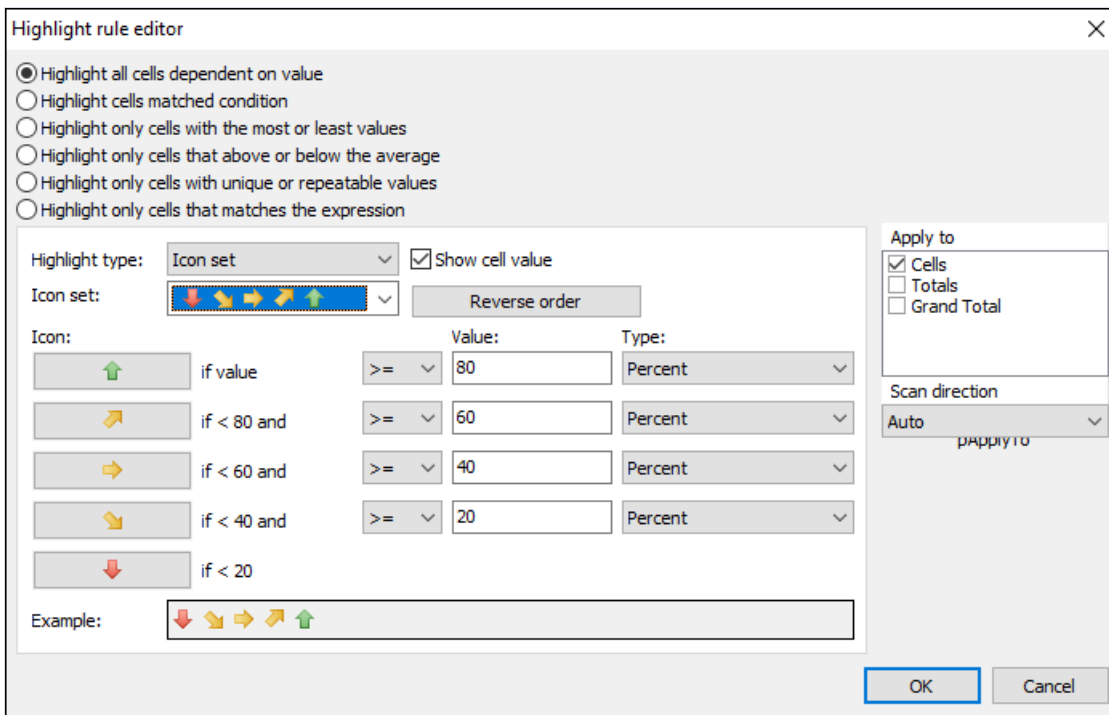 Highlight rule editor
Highlight all cells dependent on value
Highlight cells matched condition
Highlight only cells with the most or least values
Highlight only cells that above or below the average
Highlight only cells with unique or repeatable values
Highlight only cells that matches the expression
Highlight type: Icon set Show cell value
Icon set: Reverse order
Icon: Value: Type:
if value >= 80 Percent
if < 80 and >= 60 Percent
if < 60 and >= 40 Percent
if < 40 and >= 20 Percent
if < 20
Example:
Apply to
Cells
Totals
Grand Total
Scan direction
Auto
pApplyTo
OK Cancel